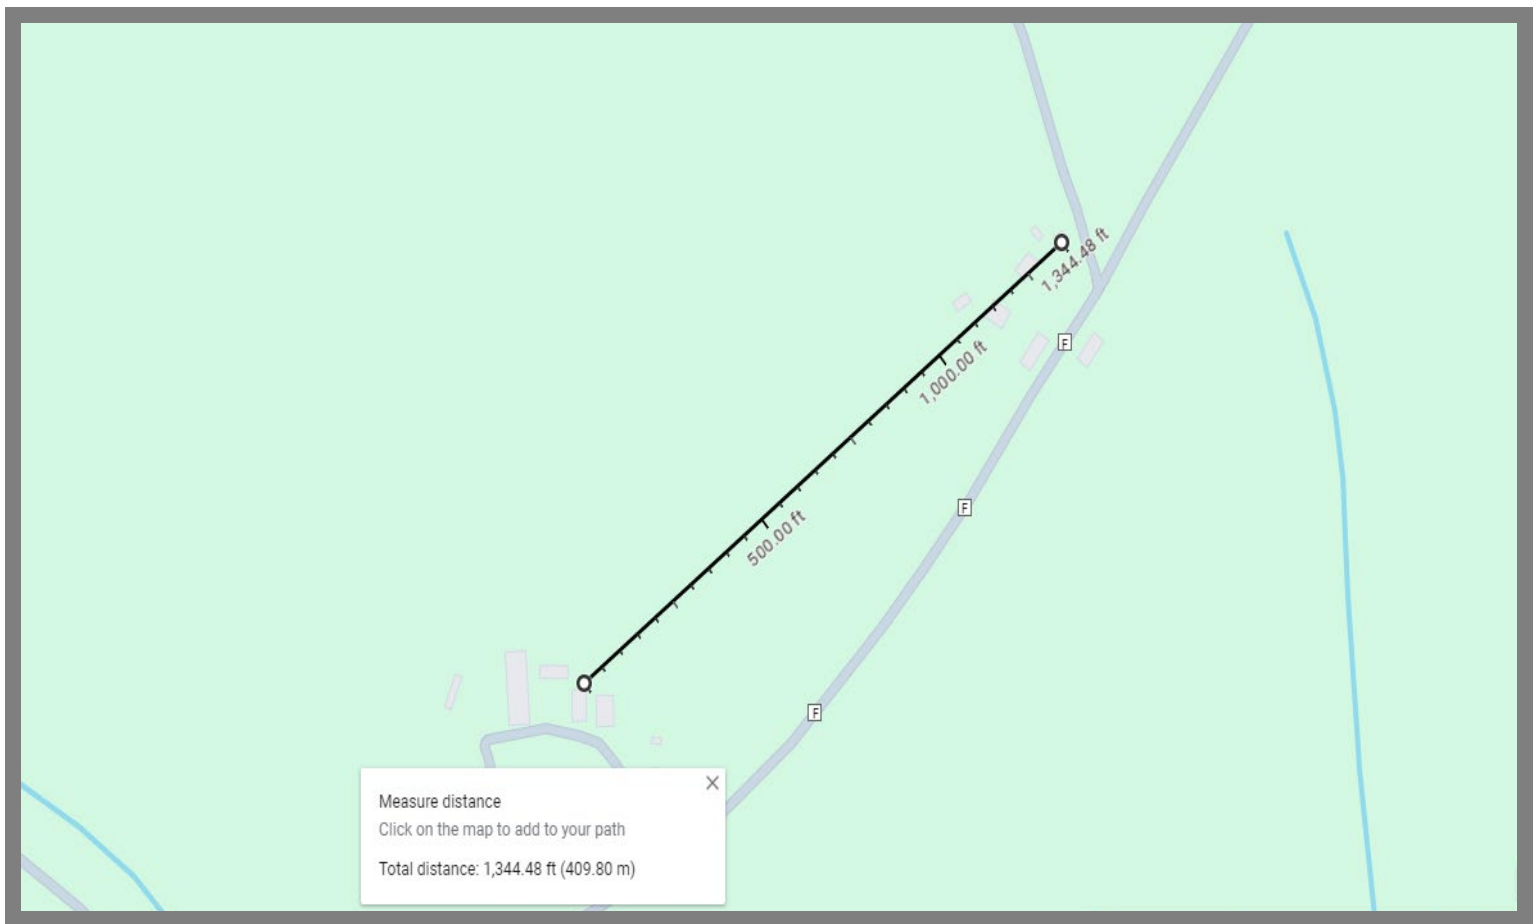 1,344.48 ft
F
1,000.00 ft
F
500.00 ft
F
Measure distance
Click on the map to add to your path
Total distance: 1,344.48 ft (409.80 m)